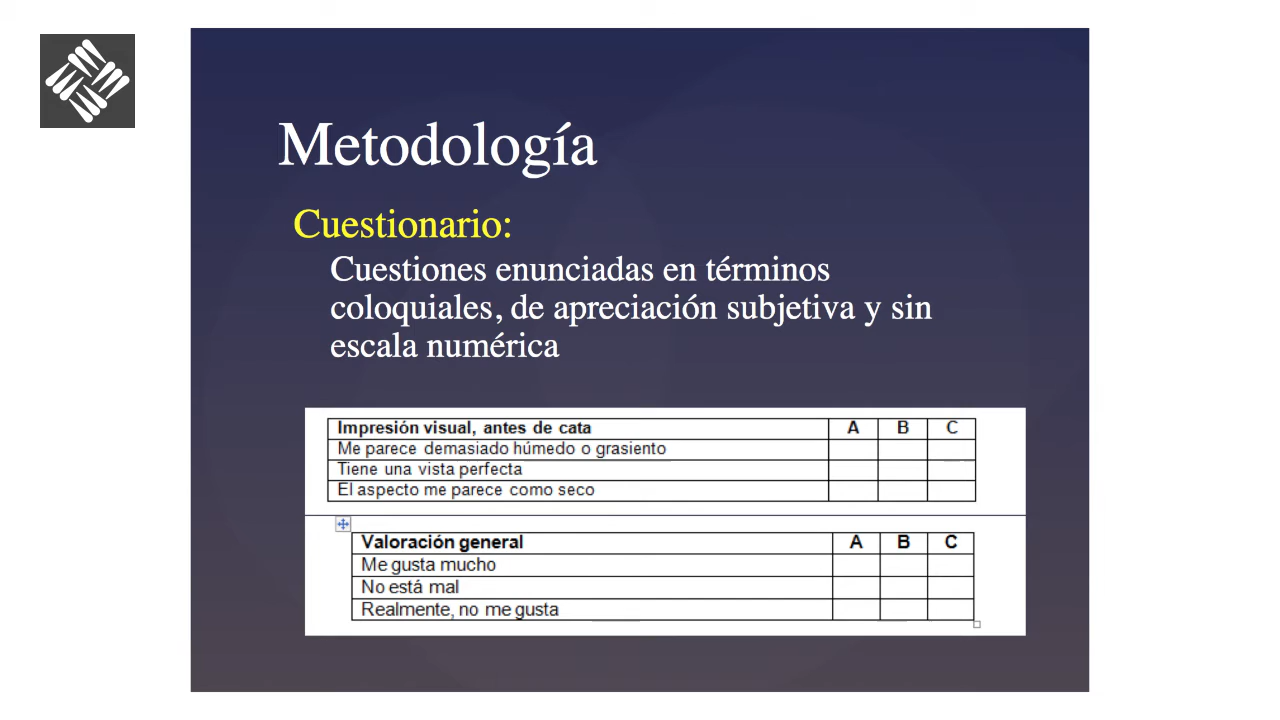 Metodología
Cuestionario:
Cuestiones enunciadas en términos
coloquiales, de apreciación subjetiva y sin
escala numérica
Impresión visual, antes de cata A B C
Me parece demasiado húmedo o grasiento
Tiene una vista perfecta
El aspecto me parece como seco
Valoración general A B C
Me gusta mucho
No está mal
Realmente, no me gusta